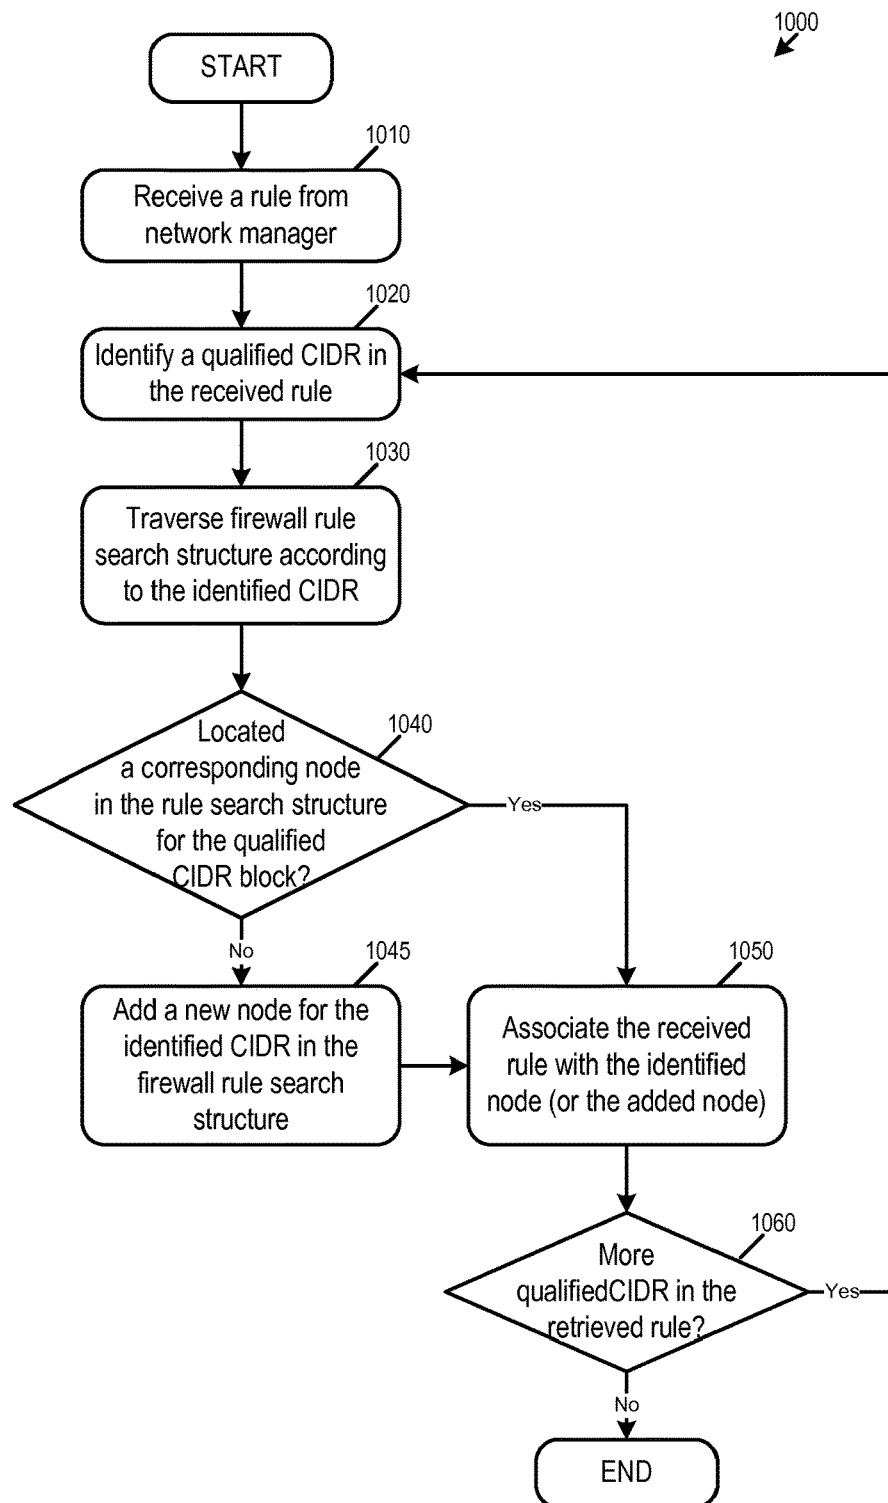 1000
START
1010
Receive a rule from
network manager
1020
Identify a qualified CIDR in
the received rule
1030
Traverse firewall rule
search structure according
to the identified CIDR
1040
Located
a corresponding node
in the rule search structure
for the qualified
CIDR block?
Yes
No
1045
Add a new node for the
identified CIDR in the
firewall rule search
structure
1050
Associate the received
rule with the identified
node (or the added node)
1060
More
qualifiedCIDR in the
retrieved rule?
Yes
No
END